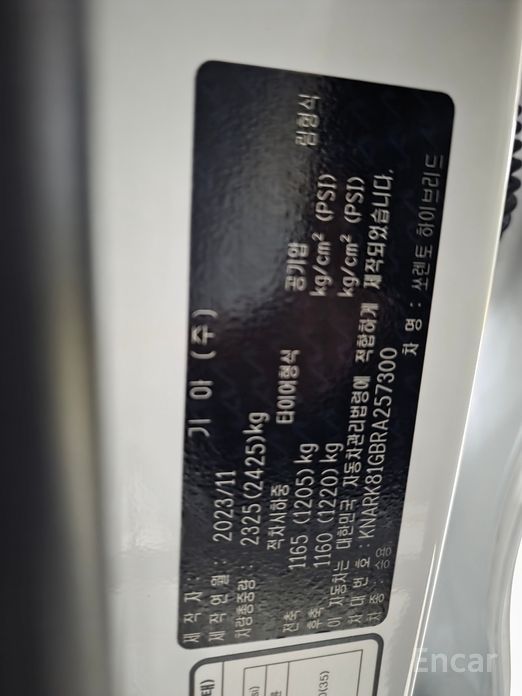 제 작 자 : 기 아 (주)
제작연월 : 2023/11
차량총중량 : 2325(2425)kg
적차시하중 타이어형식 공기압 림형식
전축 1165 (1205)kg kg/cm² (PSI)
후축 1160 (1220)kg kg/cm² (PSI)
이 자동차는 대한민국 자동차관리법령에 적합하게 제작되었습니다.
차 대 번 호 : KNARK81GBRA257300
차 종 : 승용 차 명 : 쏘렌토 하이브리드
0(35)
Encar